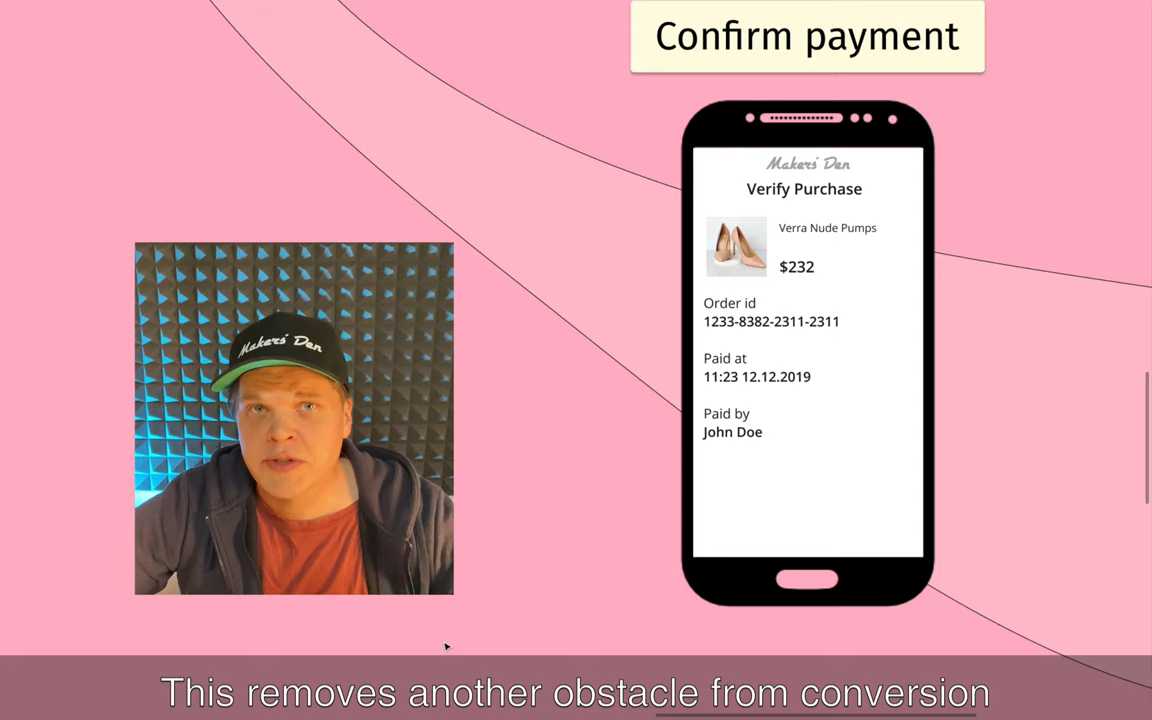 Confirm payment
Makers' Den
Verify Purchase
Verra Nude Pumps
$232
Order id
1233-8382-2311-2311
Paid at
11:23 12.12.2019
Paid by
John Doe
Makers' Den
This removes another obstacle from conversion